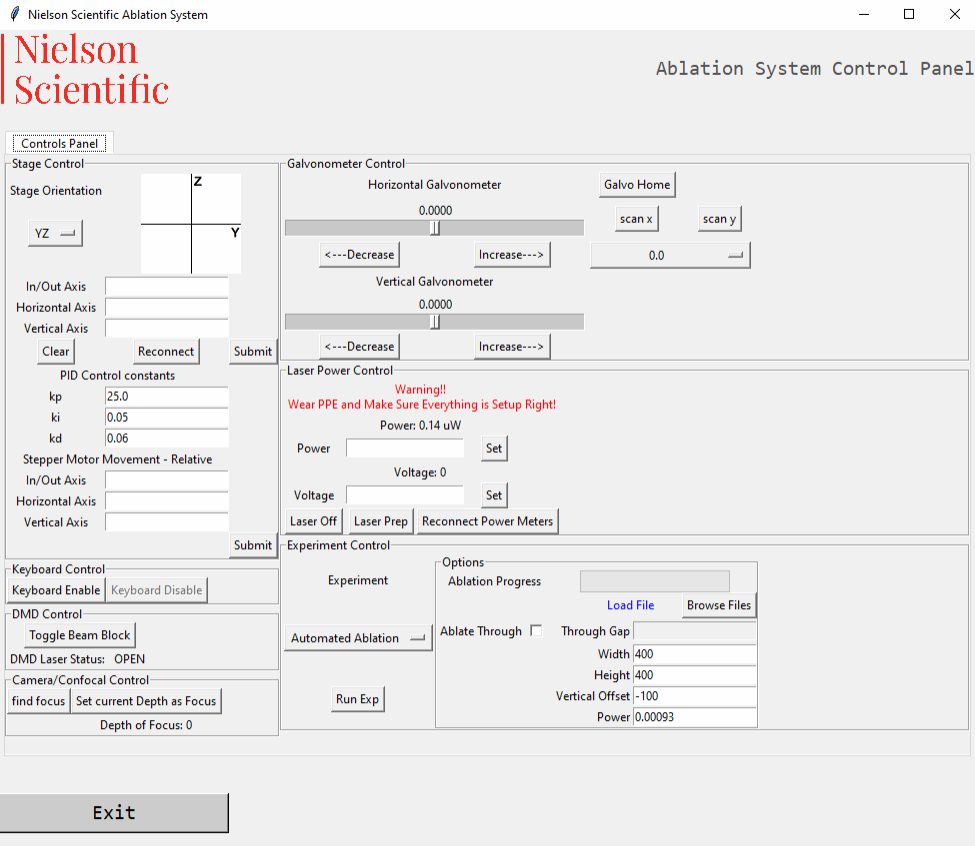 Nielson Scientific Ablation System
Nielson
Scientific
Ablation System Control Panel
Controls Panel
Stage Control
Stage Orientation
Z
Y
YZ
In/Out Axis
Horizontal Axis
Vertical Axis
Clear Reconnect Submit
PID Control constants
kp 25.0
ki 0.05
kd 0.06
Stepper Motor Movement - Relative
In/Out Axis
Horizontal Axis
Vertical Axis
Submit
Keyboard Control
Keyboard Enable Keyboard Disable
DMD Control
Toggle Beam Block
DMD Laser Status: OPEN
Camera/Confocal Control
find focus Set current Depth as Focus
Depth of Focus: 0
Galvonometer Control
Horizontal Galvonometer
0.0000
<---Decrease Increase--->
Vertical Galvonometer
0.0000
<---Decrease Increase--->
Galvo Home
scan x scan y
0.0
Laser Power Control
Warning!!
Wear PPE and Make Sure Everything is Setup Right!
Power: 0.14 uW
Power Set
Voltage: 0
Voltage Set
Laser Off Laser Prep Reconnect Power Meters
Experiment Control
Experiment
Automated Ablation
Run Exp
Options
Ablation Progress
Load File Browse Files
Ablate Through Through Gap
Width 400
Height 400
Vertical Offset -100
Power 0.00093
Exit